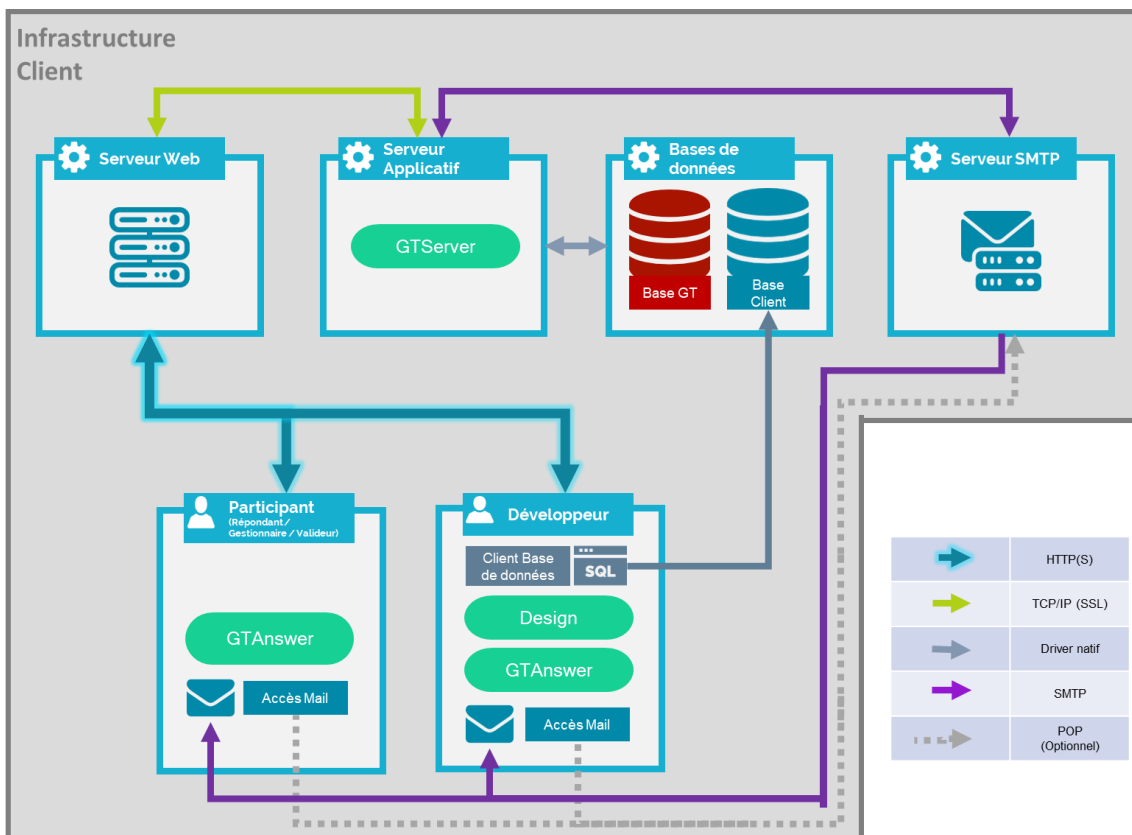 Infrastructure
Client
Serveur Web
Serveur
Applicatif
Bases de
données
Serveur SMTP
GTServer
Base GT
Base
Client
Participant
(Répondant /
Gestionnaire / Valideur)
Développeur
Client Base
de données
SQL
Design
GTAnswer
GTAnswer
Accès Mail
Accès Mail
HTTP(S)
TCP/IP (SSL)
Driver natif
SMTP
POP
(Optionnel)